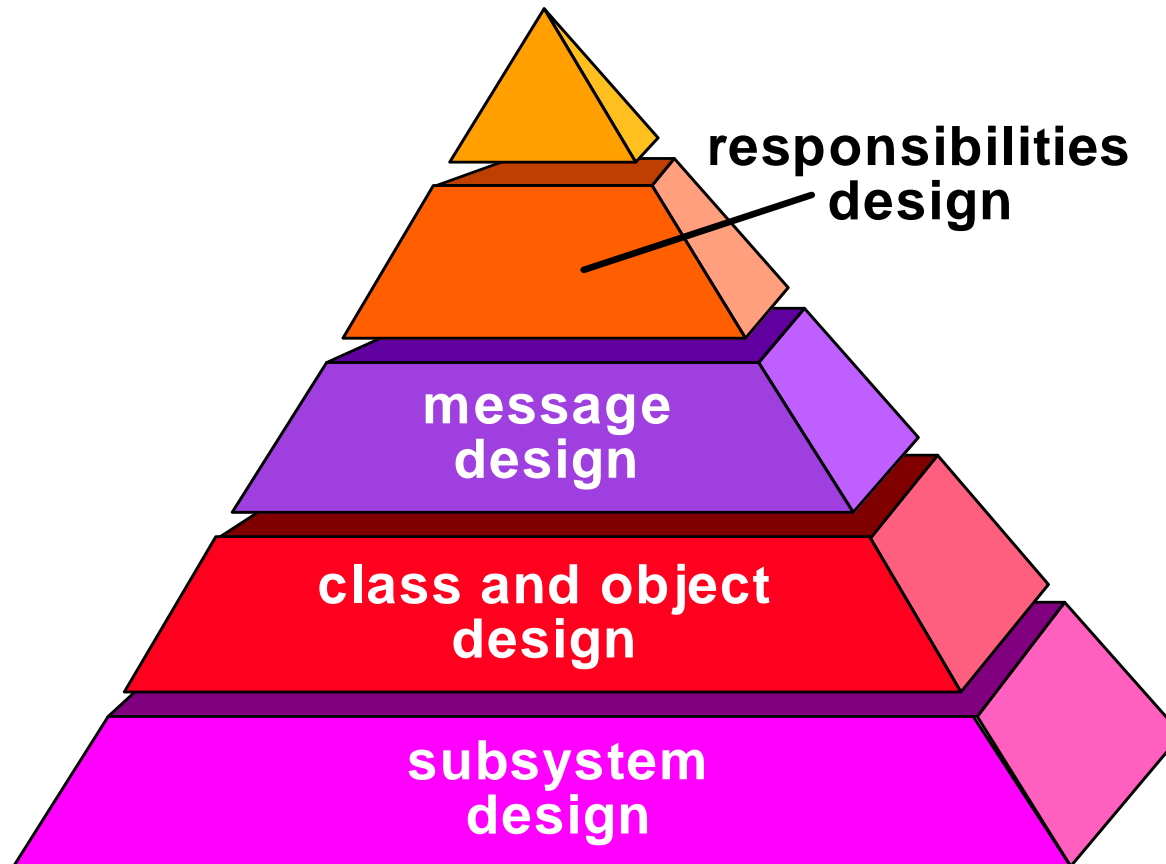 responsibilities
design
message
design
class and object
design
subsystem
design